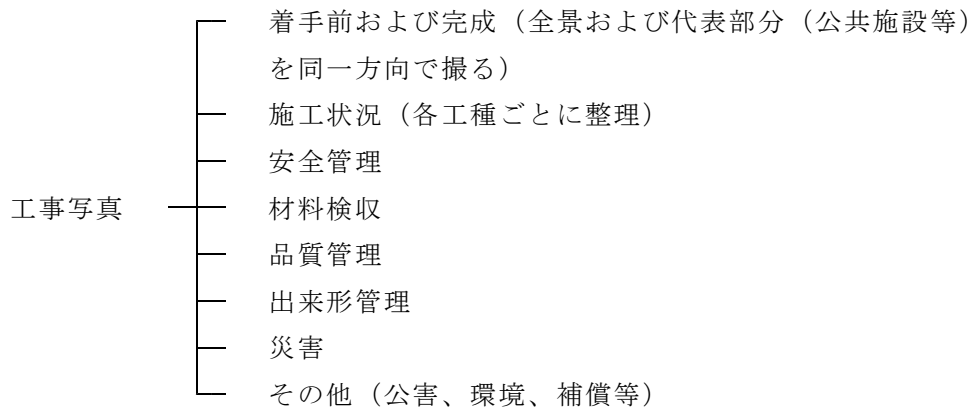 着手前および完成（全景および代表部分（公共施設等）
を同一方向で撮る）
施工状況（各工種ごとに整理）
安全管理
工事写真
材料検収
品質管理
出来形管理
災害
その他（公害、環境、補償等）